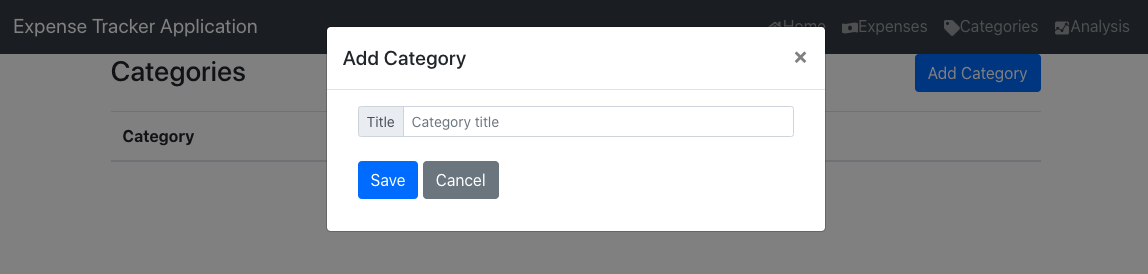 Expense Tracker Application
Home Expenses Categories Analysis
Add Category ×
Categories
Add Category
Title Category title
Category
Save Cancel